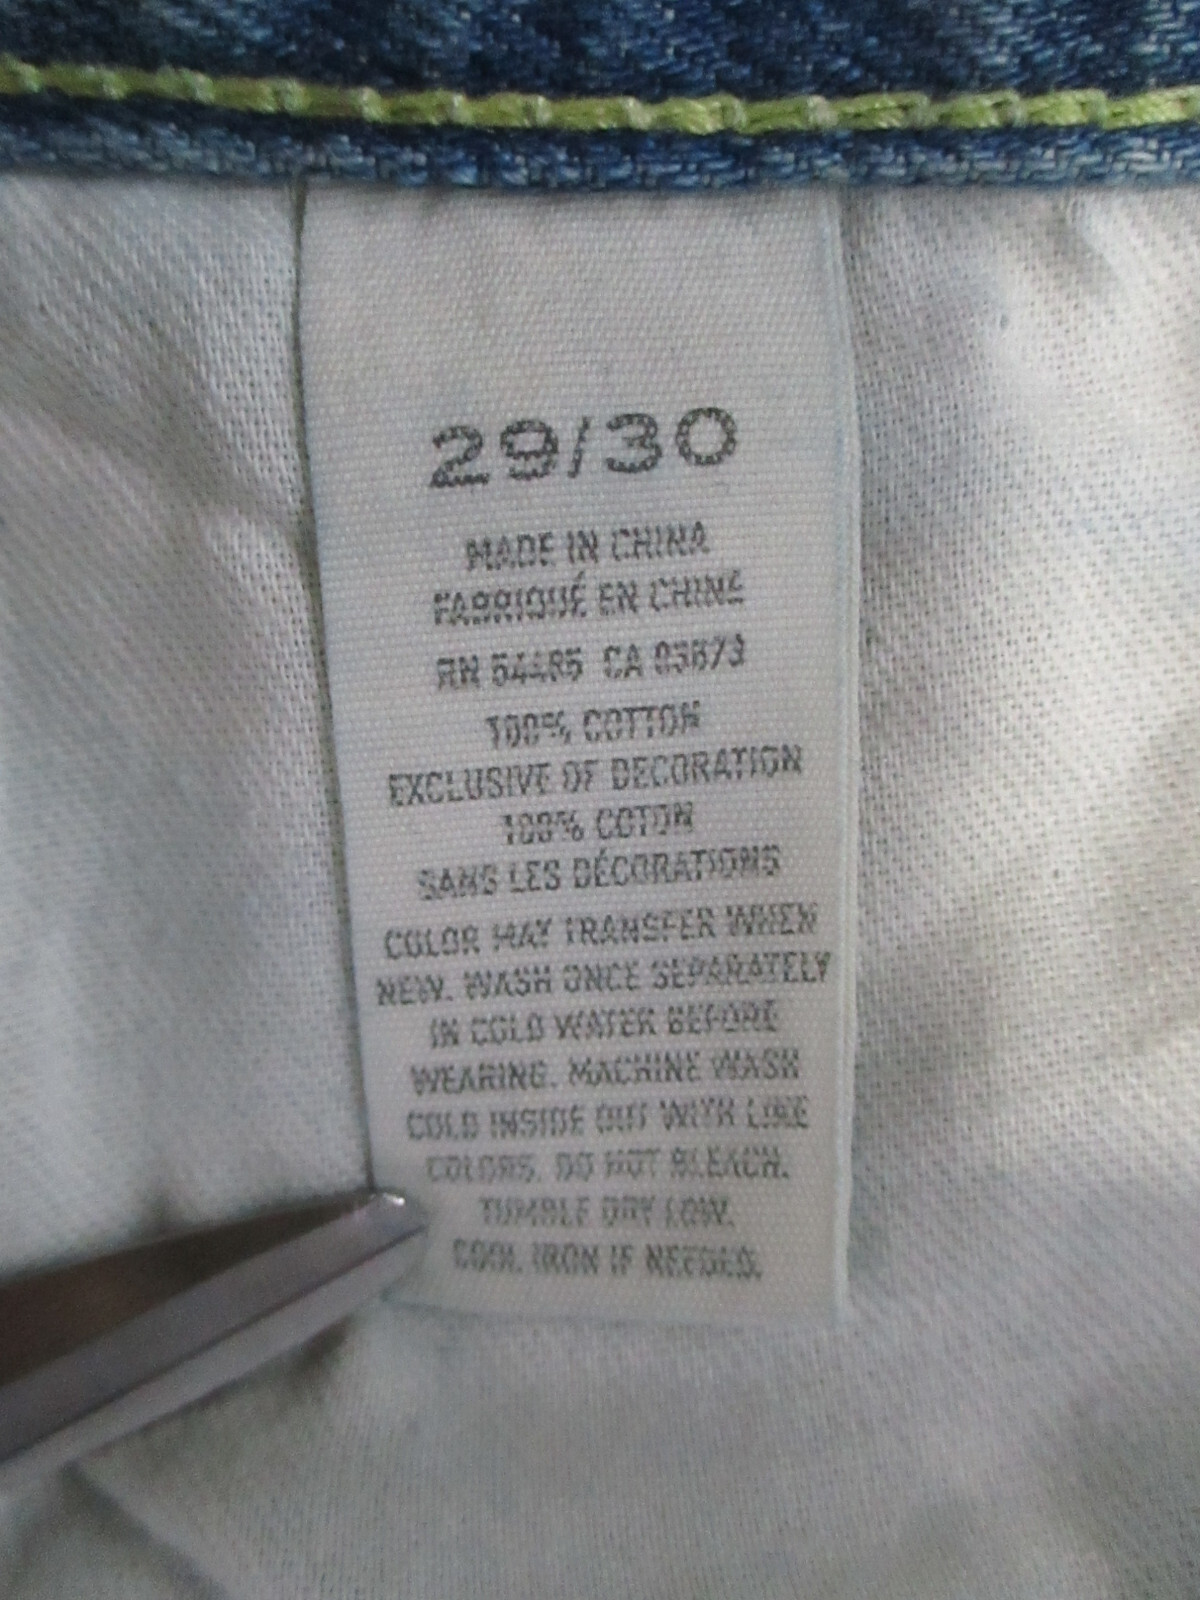 29/30
MADE IN CHINA
FABRIQUÉ EN CHINE
RN 54485 CA 03673
100% COTTON
EXCLUSIVE OF DECORATION
100% COTON
SANS LES DÉCORATIONS
COLOR MAY TRANSFER WHEN
NEW. WASH ONCE SEPARATELY
IN COLD WATER BEFORE
WEARING. MACHINE WASH
COLD INSIDE OUT WITH LIKE
COLORS. DO NOT BLEACH.
TUMBLE DRY LOW.
COOL IRON IF NEEDED.